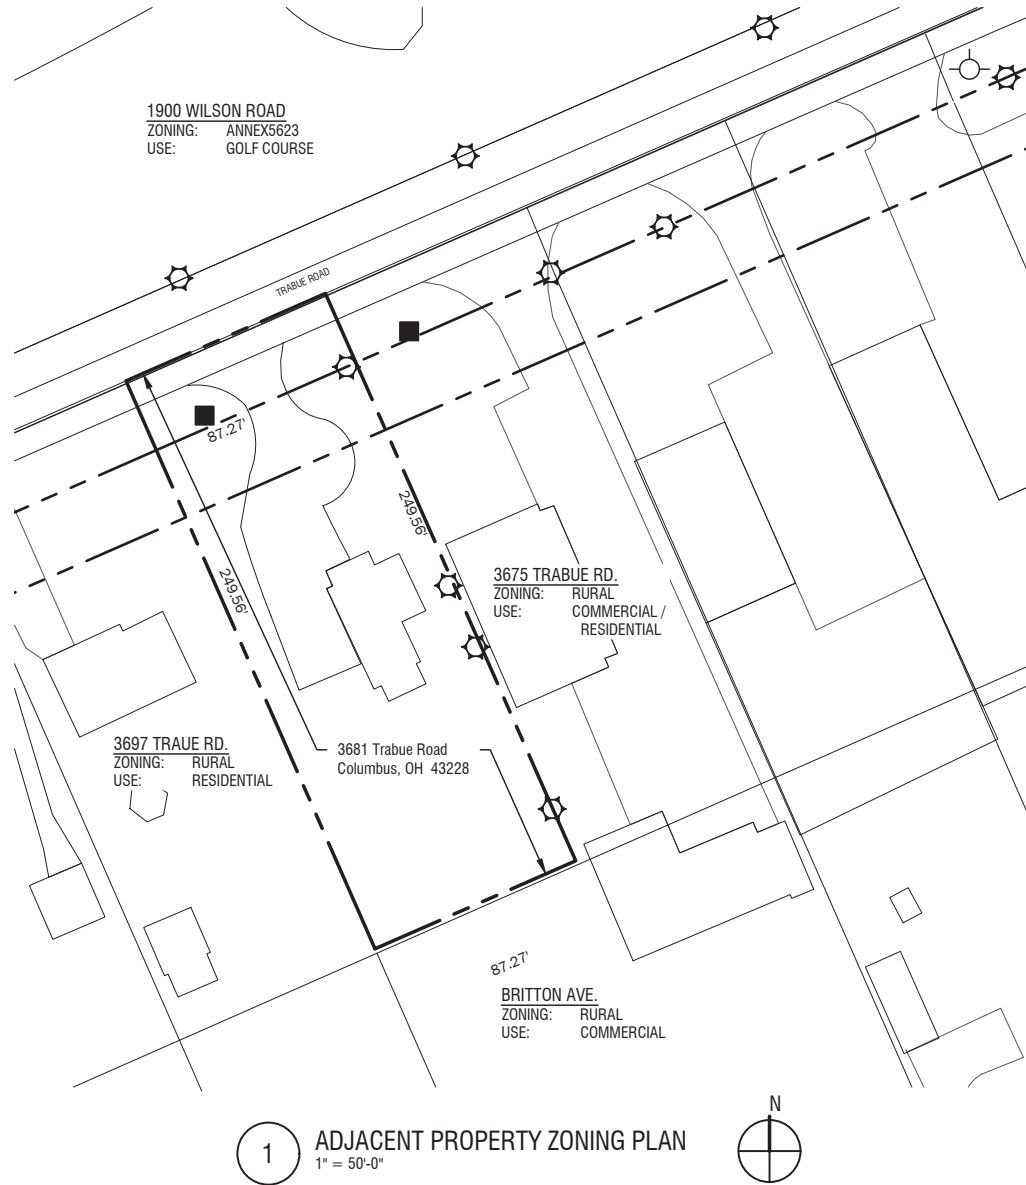 1900 WILSON ROAD
ZONING: ANNEX5623
USE: GOLF COURSE
TRABUE ROAD
87.27'
249.56'
249.56'
3675 TRABUE RD.
ZONING: RURAL
USE: COMMERCIAL /
RESIDENTIAL
3697 TRAUE RD.
ZONING: RURAL
USE: RESIDENTIAL
3681 Trabue Road
Columbus, OH 43228
87.27'
BRITTON AVE.
ZONING: RURAL
USE: COMMERCIAL
N
1 ADJACENT PROPERTY ZONING PLAN
1" = 50'-0"